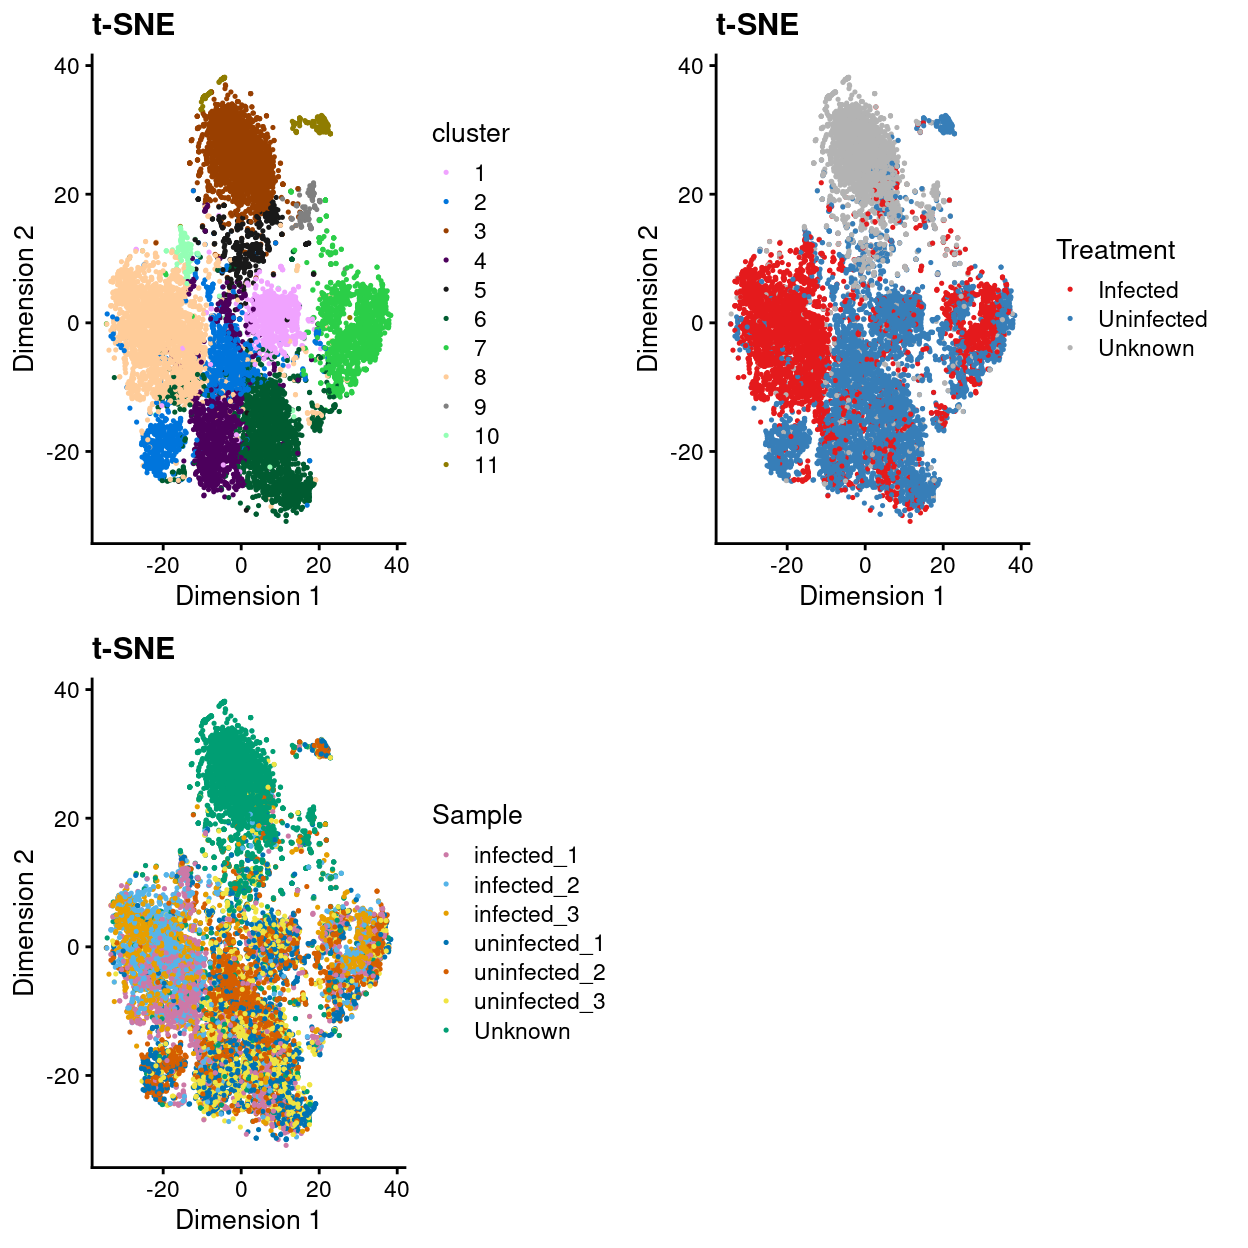 t-SNE
40
20
0
-20
-20
0
20
40
Dimension 1
Dimension 2
cluster
1
2
3
4
5
6
7
8
9
10
11
t-SNE
40
20
0
-20
-20
0
20
40
Dimension 1
Dimension 2
Treatment
Infected
Uninfected
Unknown
t-SNE
40
20
0
-20
-20
0
20
40
Dimension 1
Dimension 2
Sample
infected_1
infected_2
infected_3
uninfected_1
uninfected_2
uninfected_3
Unknown